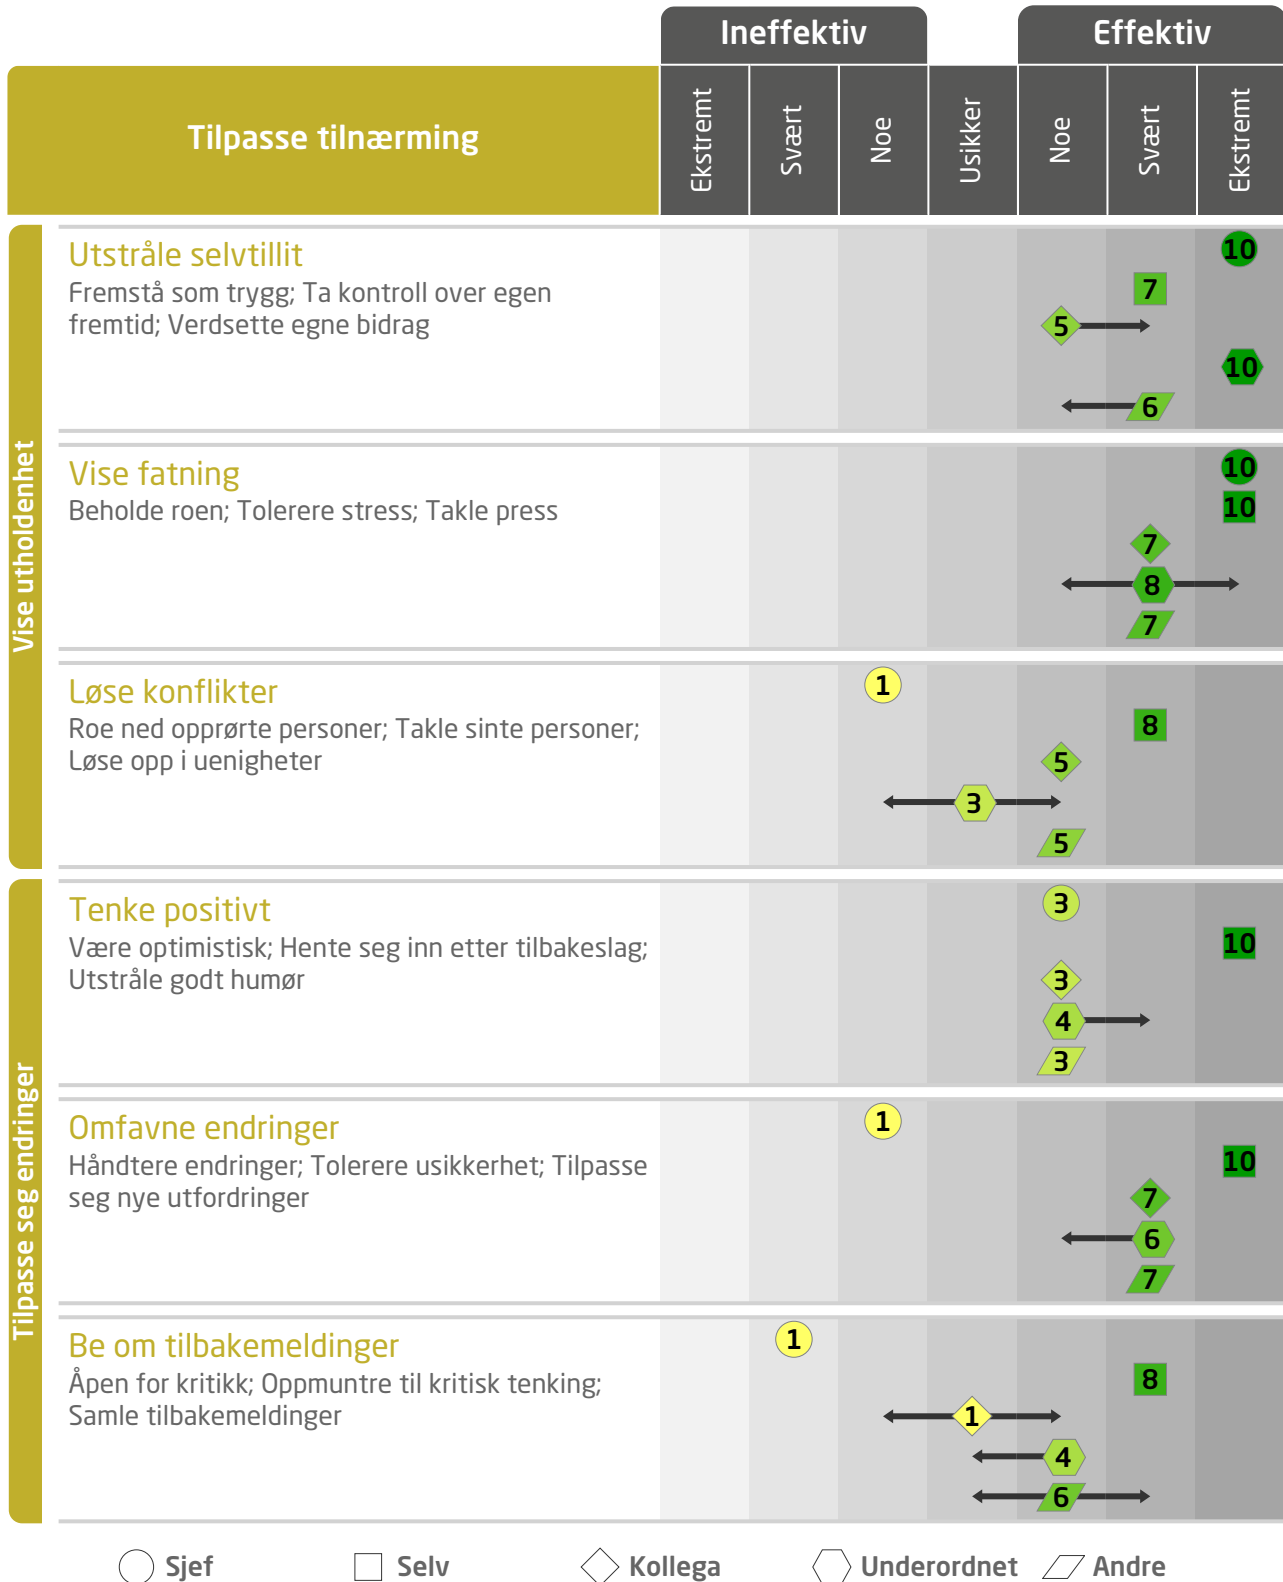 Ineffektiv
Effektiv
Tilpasse tilnærming
Ekstremt
Svært
Noe
Usikker
Noe
Svært
Ekstremt
Vise utholdenhet
Utstråle selvtillit
Fremstå som trygg; Ta kontroll over egen
fremtid; Verdsette egne bidrag
10
7
5
10
6
Vise fatning
Beholde roen; Tolerere stress; Takle press
10
10
7
8
7
Løse konflikter
Roe ned opprørte personer; Takle sinte personer;
Løse opp i uenigheter
1
8
5
3
5
Tilpasse seg endringer
Tenke positivt
Være optimistisk; Hente seg inn etter tilbakeslag;
Utstråle godt humør
3
10
3
4
3
Omfavne endringer
Håndtere endringer; Tolerere usikkerhet; Tilpasse
seg nye utfordringer
1
10
7
6
7
Be om tilbakemeldinger
Åpen for kritikk; Oppmuntre til kritisk tenking;
Samle tilbakemeldinger
1
8
1
4
6
Sjef
Selv
Kollega
Underordnet
Andre